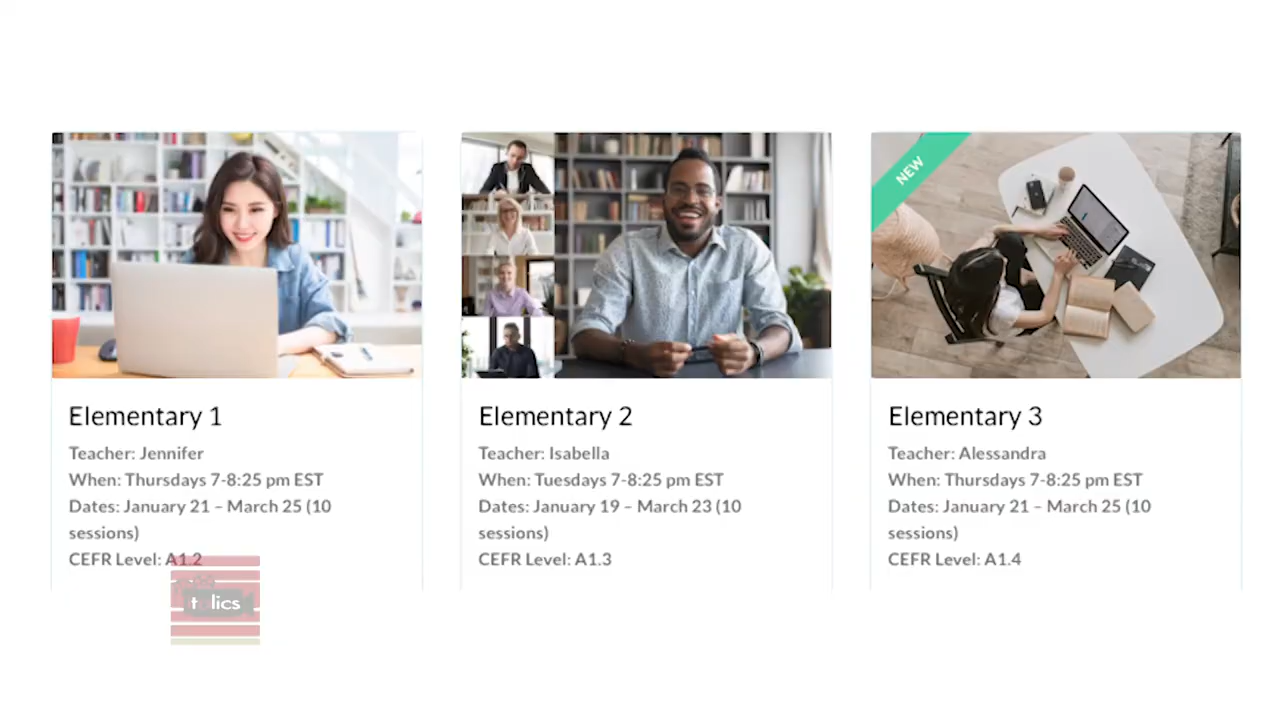 NEW
Elementary 1
Teacher: Jennifer
When: Thursdays 7-8:25 pm EST
Dates: January 21 – March 25 (10
sessions)
CEFR Level: A1.2
Elementary 2
Teacher: Isabella
When: Tuesdays 7-8:25 pm EST
Dates: January 19 – March 23 (10
sessions)
CEFR Level: A1.3
Elementary 3
Teacher: Alessandra
When: Thursdays 7-8:25 pm EST
Dates: January 21 – March 25 (10
sessions)
CEFR Level: A1.4